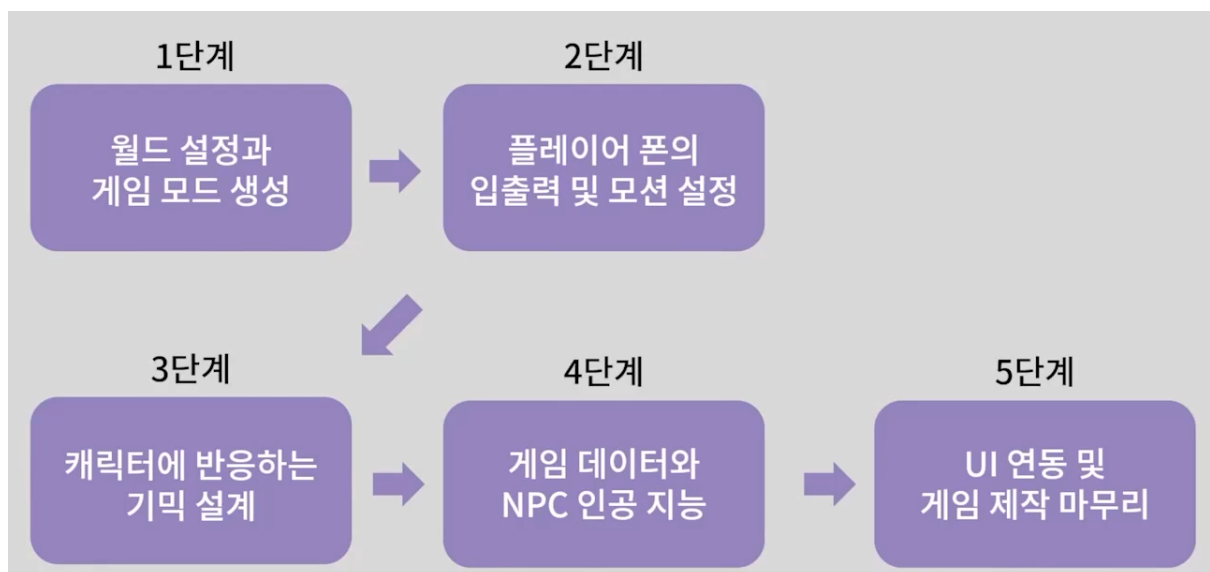 1단계
월드 설정과
게임 모드 생성
2단계
플레이어 폰의
입출력 및 모션 설정
3단계
캐릭터에 반응하는
기믹 설계
4단계
게임 데이터와
NPC 인공 지능
5단계
UI 연동 및
게임 제작 마무리